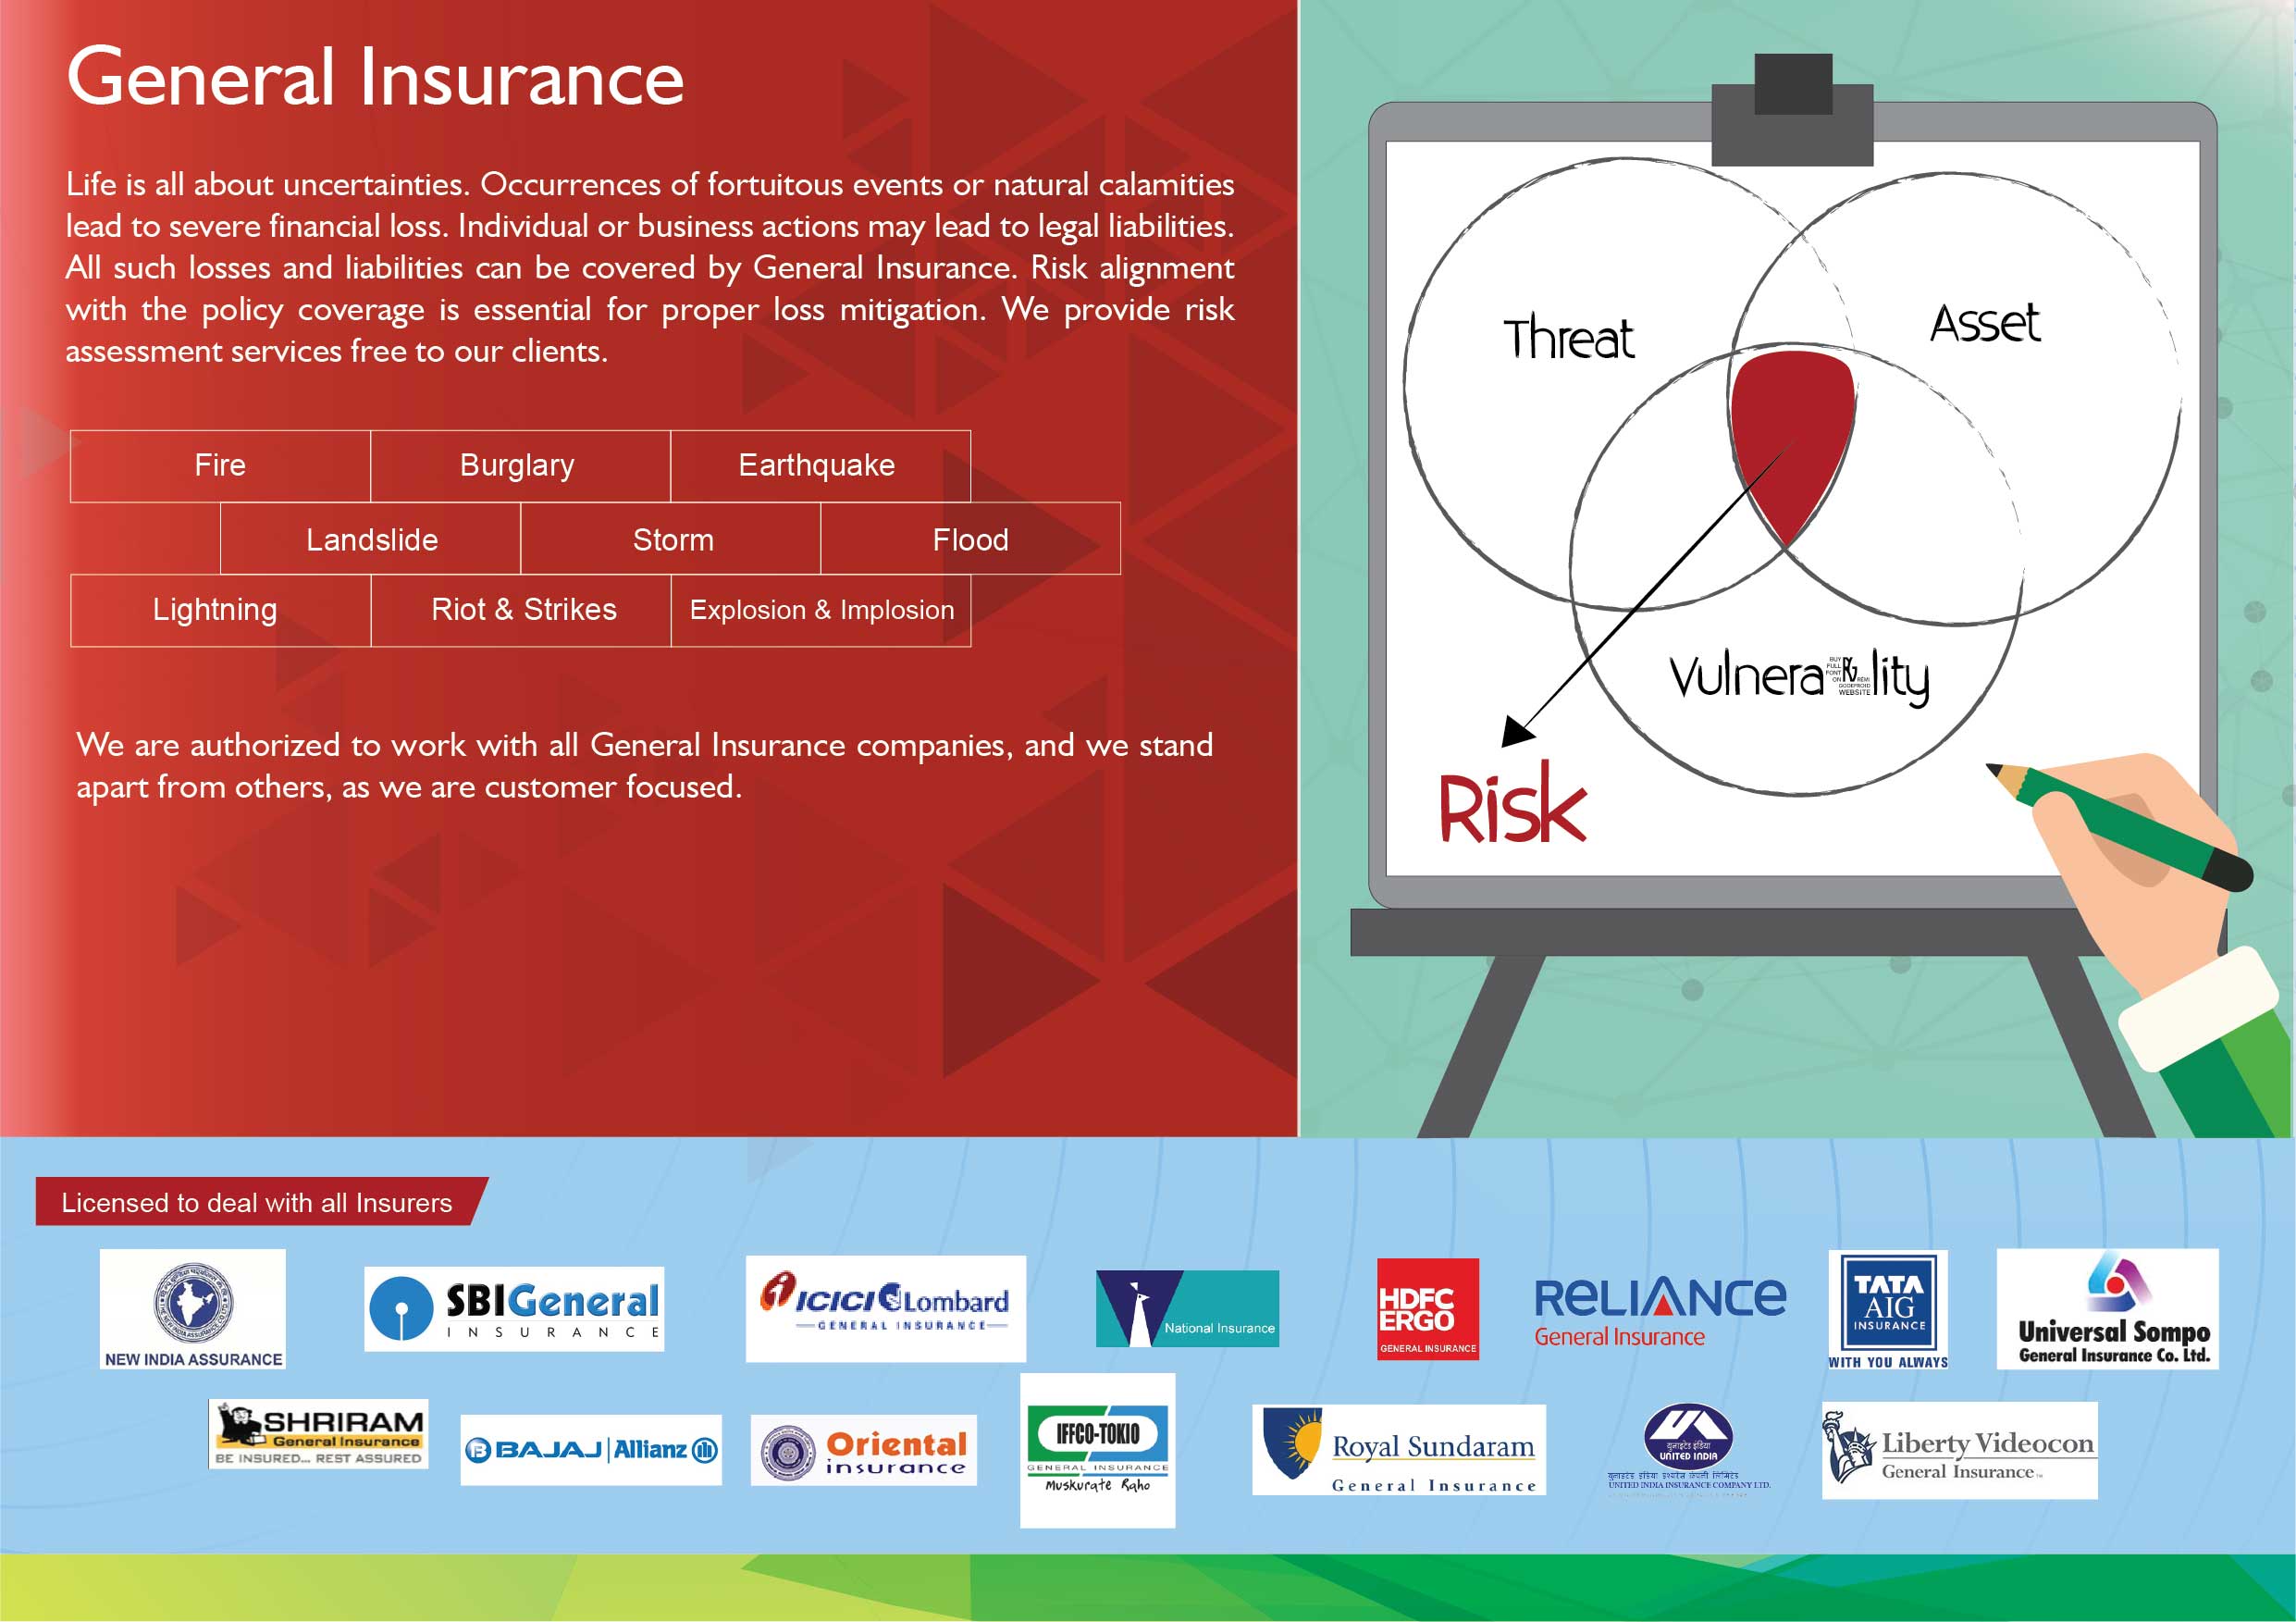 General Insurance
Life is all about uncertainties. Occurrences of fortuitous events or natural calamities
lead to severe financial loss. Individual or business actions may lead to legal liabilities.
All such losses and liabilities can be covered by General Insurance. Risk alignment
with the policy coverage is essential for proper loss mitigation. We provide risk
assessment services free to our clients.
Fire Burglary Earthquake
Landslide Storm Flood
Lightning Riot & Strikes Explosion & Implosion
We are authorized to work with all General Insurance companies, and we stand
apart from others, as we are customer focused.
Threat
Asset
Vulnera lity
BUY
FULL
FONT
ON
WEBSITE
Risk
Licensed to deal with all Insurers
NEW INDIA ASSURANCE
SBIGeneral
INSURANCE
ICICI Lombard
GENERAL INSURANCE
National Insurance
HDFC
ERGO
GENERAL INSURANCE
RELIANCE
General Insurance
TATA
AIG
INSURANCE
WITH YOU ALWAYS
Universal Sompo
General Insurance Co. Ltd.
SHRIRAM
General Insurance
BE INSURED... REST ASSURED
BAJAJ Allianz
Oriental
insurance
IFFCO-TOKIO
GENERAL INSURANCE
Muskurate Raho
Royal Sundaram
General Insurance
यूनाइटेड इंडिया
UNITED INDIA
UNITED INDIA INSURANCE COMPANY LTD.
Liberty Videocon
General Insurance